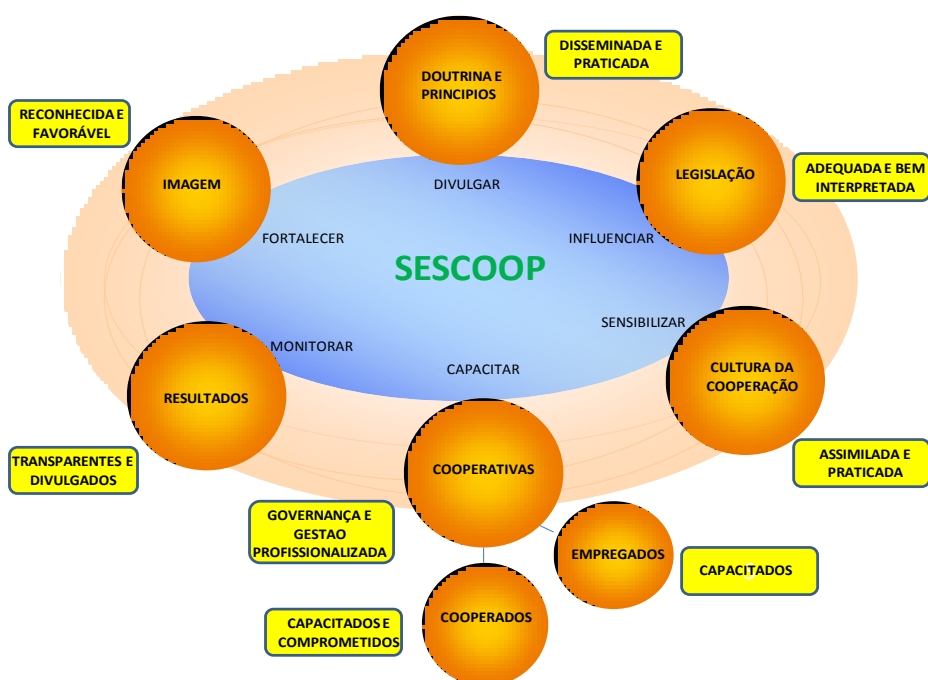 DISSEMINADA E
PRATICADA
DOUTRINA E
PRINCIPIOS
RECONHECIDA E
FAVORÁVEL
IMAGEM
LEGISLAÇÃO
ADEQUADA E BEM
INTERPRETADA
DIVULGAR
FORTALECER
INFLUENCIAR
SESCOOP
SENSIBILIZAR
MONITORAR
CAPACITAR
CULTURA DA
COOPERAÇÃO
RESULTADOS
TRANSPARENTES E
DIVULGADOS
COOPERATIVAS
ASSIMILADA E
PRATICADA
GOVERNANÇA E
GESTAO
PROFISSIONALIZADA
EMPREGADOS
CAPACITADOS
COOPERADOS
CAPACITADOS E
COMPROMETIDOS